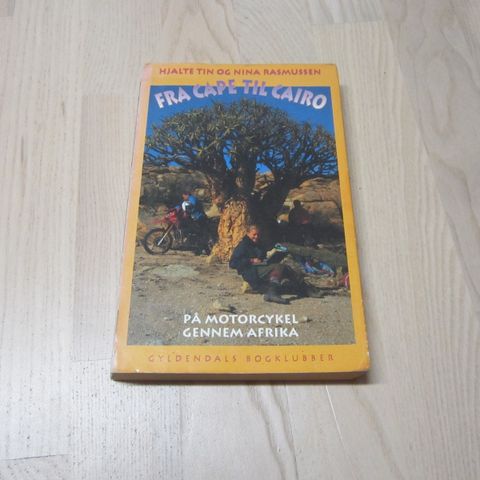 HJALTE TIN OG NINA RASMUSSEN
FRA CAPE TIL CAIRO
PÅ MOTORCYKEL
GENNEM AFRIKA
GYLDENDALS BOGKLUBBER